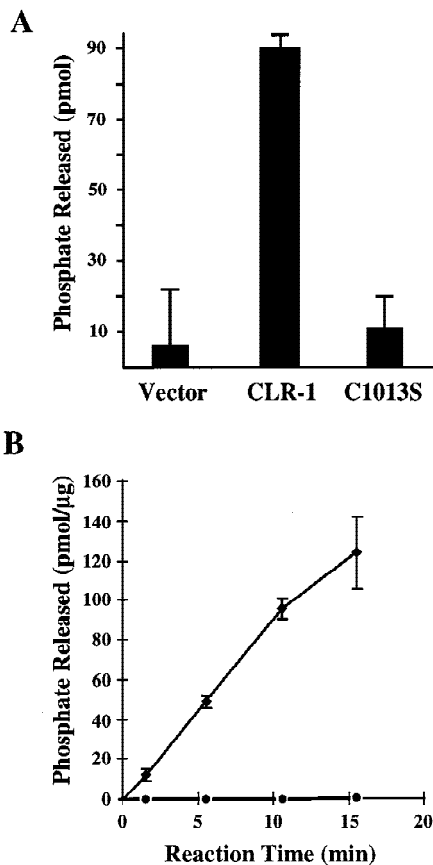 A
Phosphate Released (pmol)
90
70
50
30
10
Vector CLR-1 C1013S
B
Phosphate Released (pmol/µg)
160
140
120
100
80
60
40
20
0
0 5 10 15 20
Reaction Time (min)